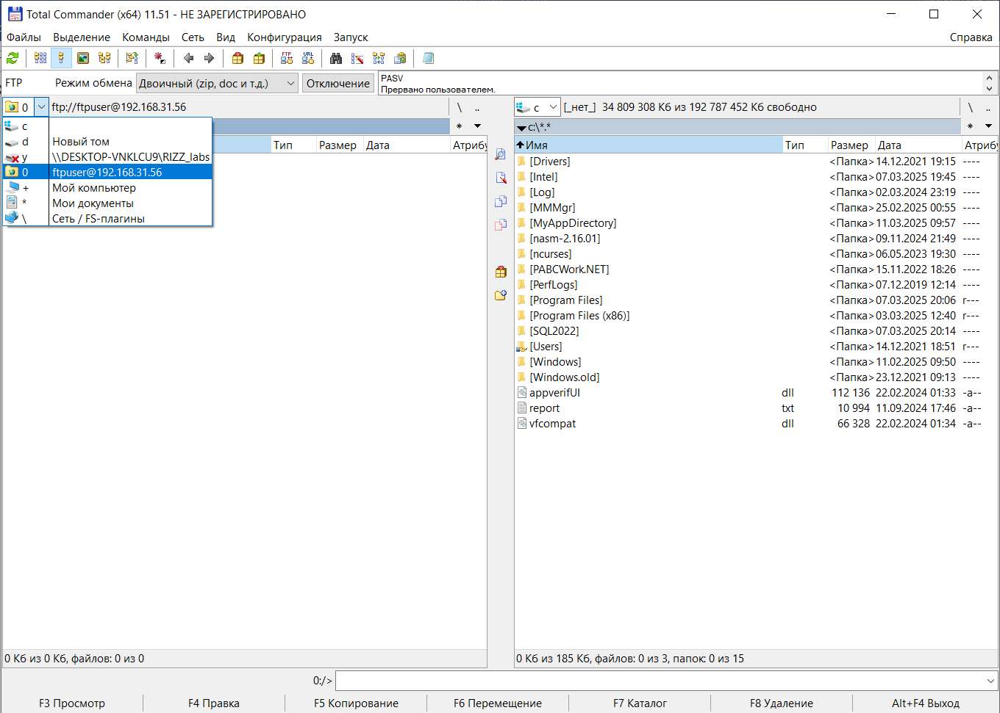 Total Commander (x64) 11.51 - НЕ ЗАРЕГИСТРИРОВАНО
Файлы Выделение Команды Сеть Вид Конфигурация Запуск Справка
FTP URL
FTP Режим обмена Двоичный (zip, doc и т.д.) Отключение
PASV
Прервано пользователем.
0 ftp://ftpuser@192.168.31.56 \ ..
c
d Новый том
y \\DESKTOP-VNKLCU9\RIZZ_labs
0 ftpuser@192.168.31.56
+ Мой компьютер
* Мои документы
\ Сеть / FS-плагины
*
Тип Размер Дата Атрибу
0 Кб из 0 Кб, файлов: 0 из 0
c [_нет_] 34 809 308 Кб из 192 787 452 Кб свободно \ ..
c:\*.* *
Имя Тип Размер Дата Атрибу
[Drivers] <Папка> 14.12.2021 19:15 ----
[Intel] <Папка> 07.03.2025 19:45 ----
[Log] <Папка> 02.03.2024 23:19 ----
[MMMgr] <Папка> 25.02.2025 00:55 ----
[MyAppDirectory] <Папка> 11.03.2025 09:57 ----
[nasm-2.16.01] <Папка> 09.11.2024 21:49 ----
[ncurses] <Папка> 06.05.2023 19:30 ----
[PABCWork.NET] <Папка> 15.11.2022 18:26 ----
[PerfLogs] <Папка> 07.12.2019 12:14 ----
[Program Files] <Папка> 07.03.2025 20:06 r---
[Program Files (x86)] <Папка> 03.03.2025 12:40 r---
[SQL2022] <Папка> 07.03.2025 20:14 ----
[Users] <Папка> 14.12.2021 18:51 r---
[Windows] <Папка> 11.02.2025 09:50 ----
[Windows.old] <Папка> 23.12.2021 09:13 ----
appverifUI dll 112 136 22.02.2024 01:33 -a--
report txt 10 994 11.09.2024 17:46 -a--
vfcompat dll 66 328 22.02.2024 01:34 -a--
0 Кб из 185 Кб, файлов: 0 из 3, папок: 0 из 15
0:/>
F3 Просмотр F4 Правка F5 Копирование F6 Перемещение F7 Каталог F8 Удаление Alt+F4 Выход